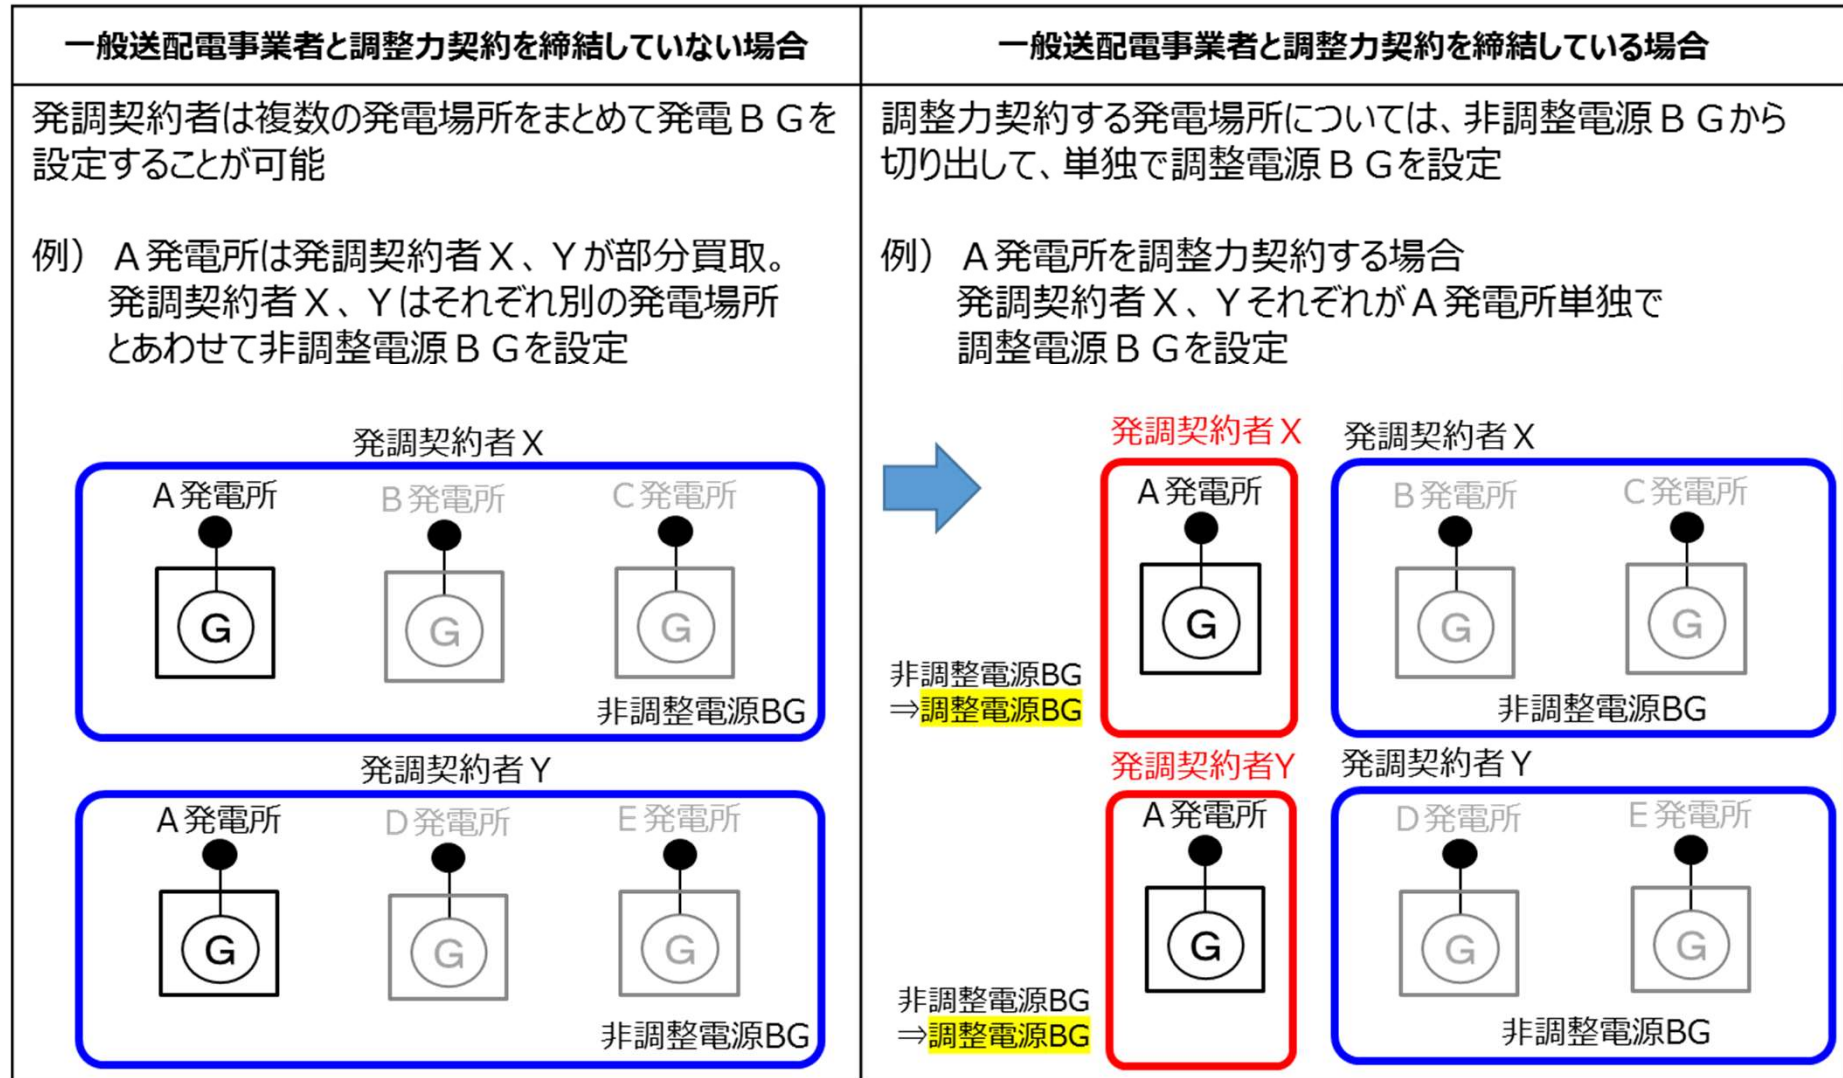 一般送配電事業者と調整力契約を締結していない場合
発調契約者は複数の発電場所をまとめて発電ＢＧを
設定することが可能
例） Ａ発電所は発調契約者Ｘ、Ｙが部分買取。
発調契約者Ｘ、Ｙはそれぞれ別の発電場所
とあわせて非調整電源ＢＧを設定
発調契約者Ｘ
Ａ発電所 Ｂ発電所 Ｃ発電所
G G G
非調整電源BG
発調契約者Ｙ
Ａ発電所 Ｄ発電所 Ｅ発電所
G G G
非調整電源BG
一般送配電事業者と調整力契約を締結している場合
調整力契約する発電場所については、非調整電源ＢＧから
切り出して、単独で調整電源ＢＧを設定
例） Ａ発電所を調整力契約する場合
発調契約者Ｘ、ＹそれぞれがＡ発電所単独で
調整電源ＢＧを設定
発調契約者Ｘ 発調契約者Ｘ
Ａ発電所 Ｂ発電所 Ｃ発電所
G G G
非調整電源BG
⇒調整電源BG
非調整電源BG
発調契約者Y 発調契約者Ｙ
Ａ発電所 Ｄ発電所 Ｅ発電所
G G G
非調整電源BG
⇒調整電源BG
非調整電源BG